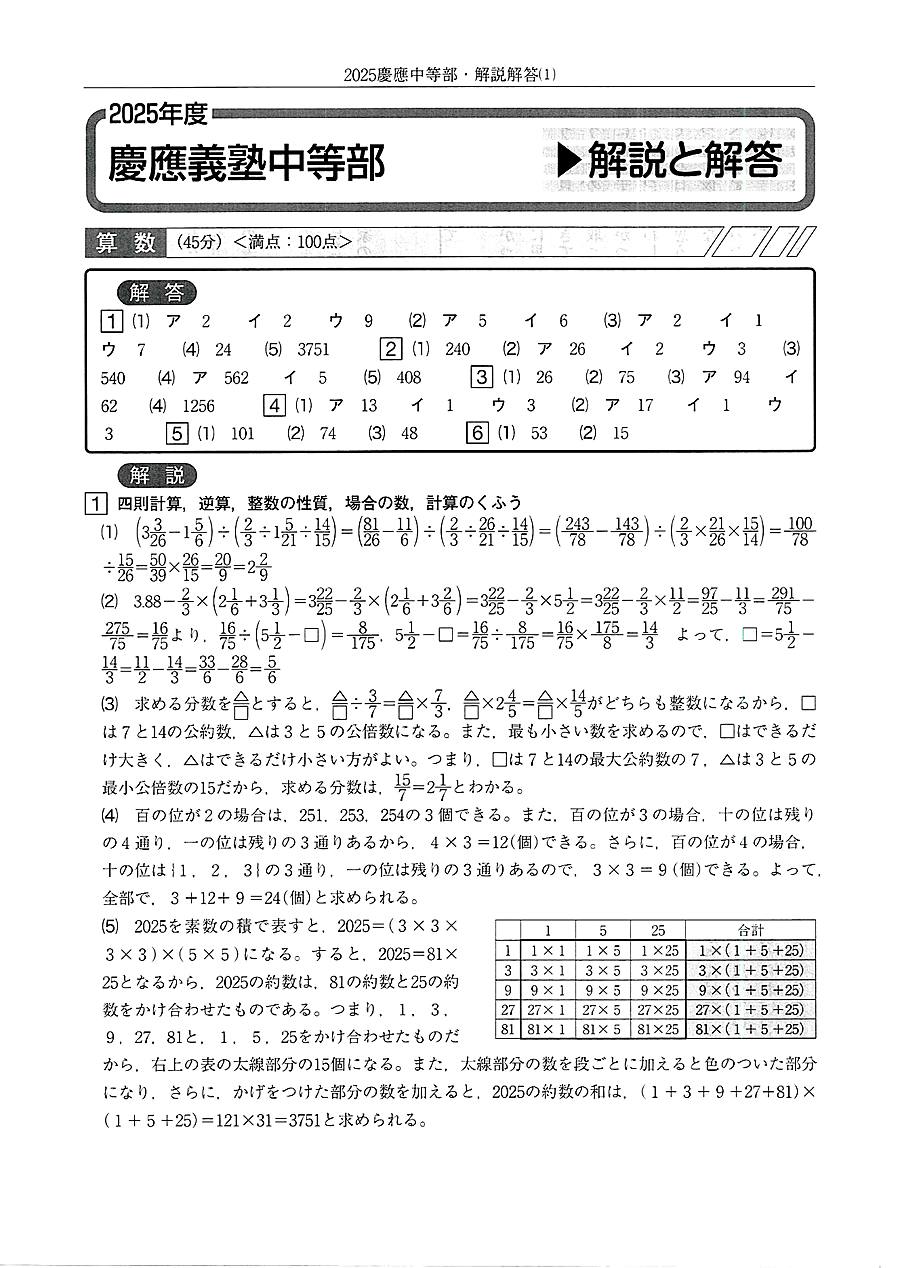 2025慶應中等部・解説解答(1)
2025年度
慶應義塾中等部 ▶解説と解答
算数 (45分) <満点:100点>
解答
1 (1) ア 2 イ 2 ウ 9 (2) ア 5 イ 6 (3) ア 2 イ 1
ウ 7 (4) 24 (5) 3751 2 (1) 240 (2) ア 26 イ 2 ウ 3 (3)
540 (4) ア 562 イ 5 (5) 408 3 (1) 26 (2) 75 (3) ア 94 イ
62 (4) 1256 4 (1) ア 13 イ 1 ウ 3 (2) ア 17 イ 1 ウ
3 5 (1) 101 (2) 74 (3) 48 6 (1) 53 (2) 15
解説
1 四則計算,逆算,整数の性質,場合の数,計算のくふう
(1) (3 3/26−1 5/6)÷(2/3÷1 5/21÷14/15)=(81/26−11/6)÷(2/3÷26/21÷14/15)=(243/78−143/78)÷(2/3×21/26×15/14)=100/78
÷15/26=50/39×26/15=20/9=2 2/9
(2) 3.88−2/3×(2 1/6+3 1/3)=3 22/25−2/3×(2 1/6+3 2/6)=3 22/25−2/3×5 1/2=3 22/25−2/3×11/2=97/25−11/3=291/75−
275/75=16/75より,16/75÷(5 1/2−□)=8/175,5 1/2−□=16/75÷8/175=16/75×175/8=14/3 よって,□=5 1/2−
14/3=11/2−14/3=33/6−28/6=5/6
(3) 求める分数を△/□とすると,△/□÷3/7=△/□×7/3,△/□×2 4/5=△/□×14/5がどちらも整数になるから,□
は7と14の公約数,△は3と5の公倍数になる。また,最も小さい数を求めるので,□はできるだ
け大きく,△はできるだけ小さい方がよい。つまり,□は7と14の最大公約数の7,△は3と5の
最小公倍数の15だから,求める分数は,15/7=2 1/7とわかる。
(4) 百の位が2の場合は,251,253,254の3個できる。また,百の位が3の場合,十の位は残り
の4通り,一の位は残りの3通りあるから,4×3=12(個)できる。さらに,百の位が4の場合,
十の位は{1,2,3}の3通り,一の位は残りの3通りあるので,3×3=9(個)できる。よって,
全部で,3+12+9=24(個)と求められる。
(5) 2025を素数の積で表すと,2025=(3×3×
3×3)×(5×5)になる。すると,2025=81×
25となるから,2025の約数は,81の約数と25の約
数をかけ合わせたものである。つまり,1,3,
9,27,81と,1,5,25をかけ合わせたものだ
1 5 25 合計
1 1×1 1×5 1×25 1×(1+5+25)
3 3×1 3×5 3×25 3×(1+5+25)
9 9×1 9×5 9×25 9×(1+5+25)
27 27×1 27×5 27×25 27×(1+5+25)
81 81×1 81×5 81×25 81×(1+5+25)
から,右上の表の太線部分の15個になる。また,太線部分の数を段ごとに加えると色のついた部分
になり,さらに,かげをつけた部分の数を加えると,2025の約数の和は,(1+3+9+27+81)×
(1+5+25)=121×31=3751と求められる。